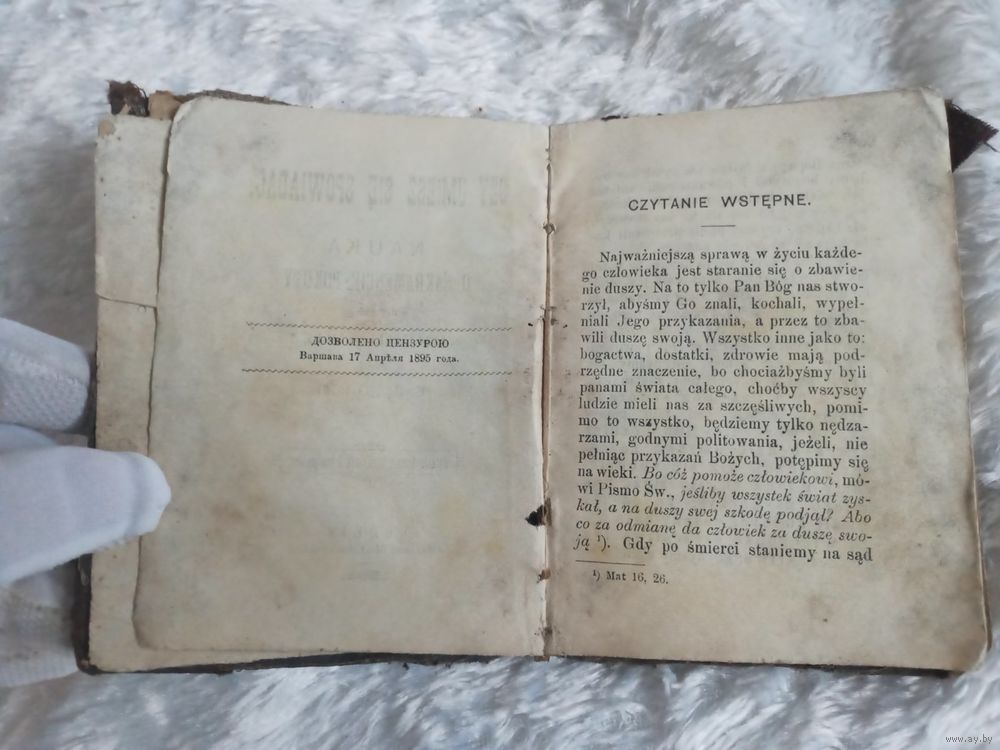 ДОЗВОЛЕНО ЦЕНЗУРОЮ
Варшава 17 Апрѣля 1895 года.
CZYTANIE WSTĘPNE.
Najważniejszą sprawą w życiu każde-
go człowieka jest staranie się o zbawie-
nie duszy. Na to tylko Pan Bóg nas stwo-
rzył, abyśmy Go znali, kochali, wypeł-
niali Jego przykazania, a przez to zba-
wili duszę swoją. Wszystko inne jako to:
bogactwa, dostatki, zdrowie mają pod-
rzędne znaczenie, bo chociażbyśmy byli
panami świata całego, choćby wszyscy
ludzie mieli nas za szczęśliwych, pomi-
mo to wszystko, będziemy tylko nędza-
rzami, godnymi politowania, jeżeli, nie
pełniąc przykazań Bożych, potępimy się
na wieki. Bo cóż pomoże człowiekowi, mó-
wi Pismo Św., jeśliby wszystek świat zys-
kał, a na duszy swej szkodę podjął? Abo
co za odmianę da człowiek za duszę swo-
ją ¹). Gdy po śmierci staniemy na sąd
¹) Mat 16, 26.
www.ay.by